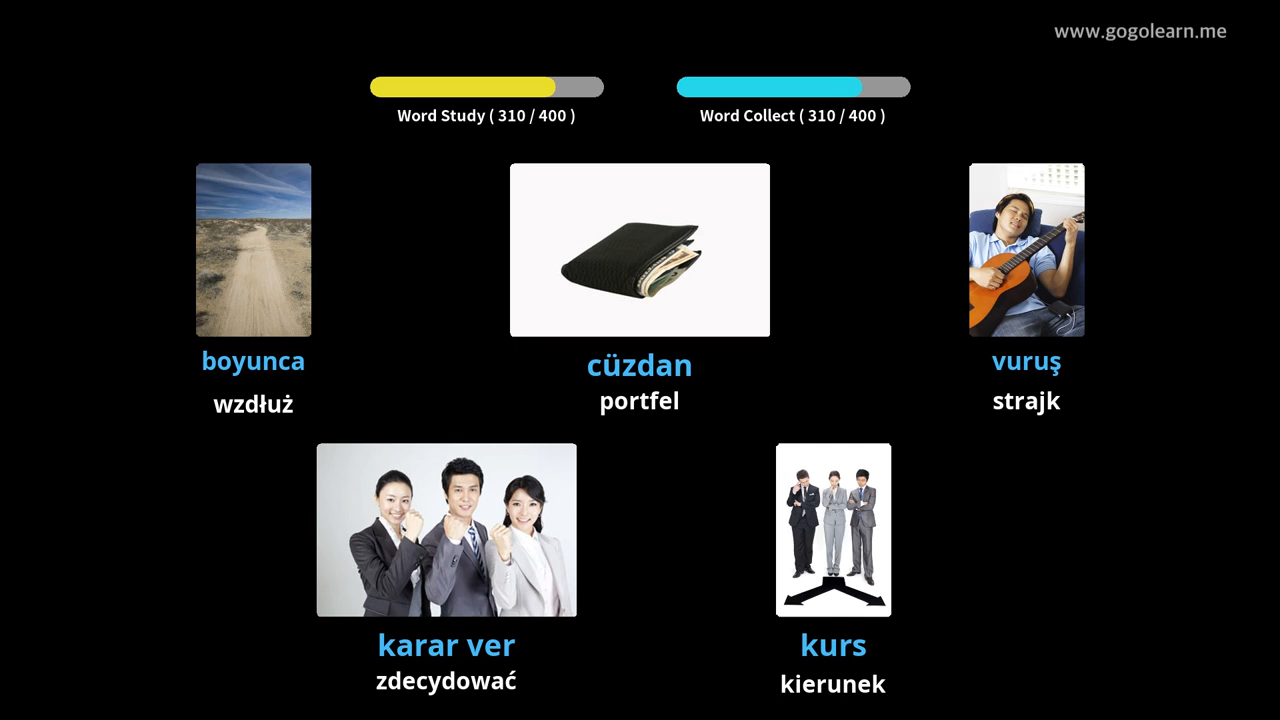 www.gogolearn.me
Word Study ( 310 / 400 )
Word Collect ( 310 / 400 )
boyunca
wzdłuż
cüzdan
portfel
vuruş
strajk
karar ver
zdecydować
kurs
kierunek